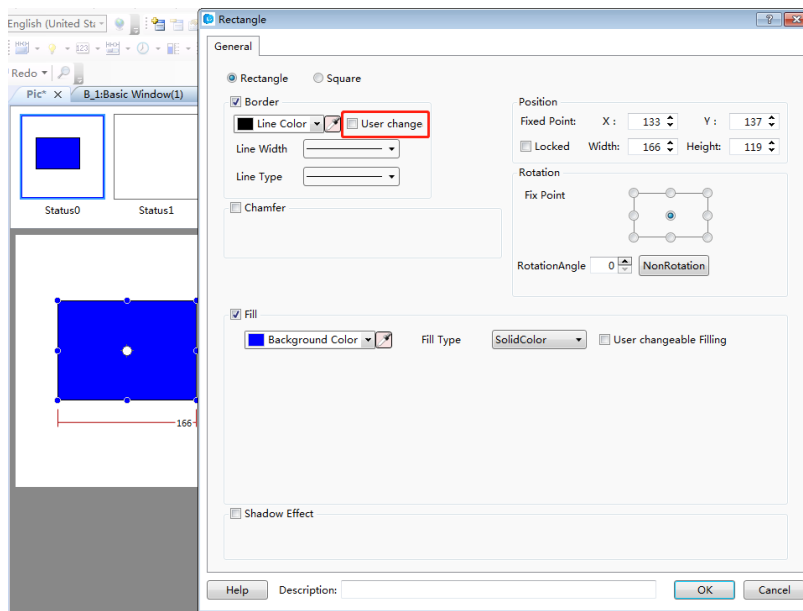 English (United Sta
Redo
Pic* X B_1:Basic Window(1)
Status0 Status1
166
Rectangle
General
Rectangle Square
Border
Line Color User change
Line Width
Line Type
Chamfer
Position
Fixed Point: X : 133 Y : 137
Locked Width: 166 Height: 119
Rotation
Fix Point
RotationAngle 0 NonRotation
Fill
Background Color Fill Type SolidColor User changeable Filling
Shadow Effect
Help Description: OK Cancel